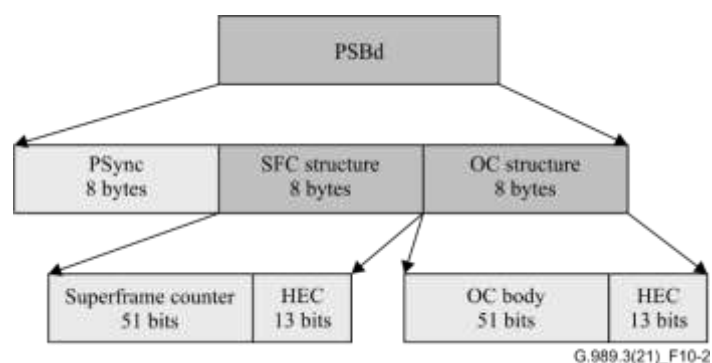 PSBd
PSync
8 bytes
SFC structure
8 bytes
OC structure
8 bytes
Superframe counter
51 bits
HEC
13 bits
OC body
51 bits
HEC
13 bits
G.989.3(21)_F10-2